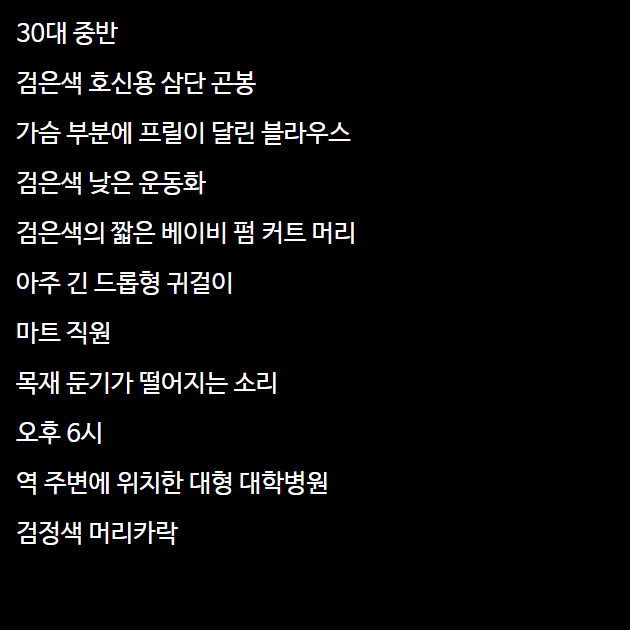 30대 중반
검은색 호신용 삼단 곤봉
가슴 부분에 프릴이 달린 블라우스
검은색 낮은 운동화
검은색의 짧은 베이비 펌 커트 머리
아주 긴 드롭형 귀걸이
마트 직원
목재 둔기가 떨어지는 소리
오후 6시
역 주변에 위치한 대형 대학병원
검정색 머리카락